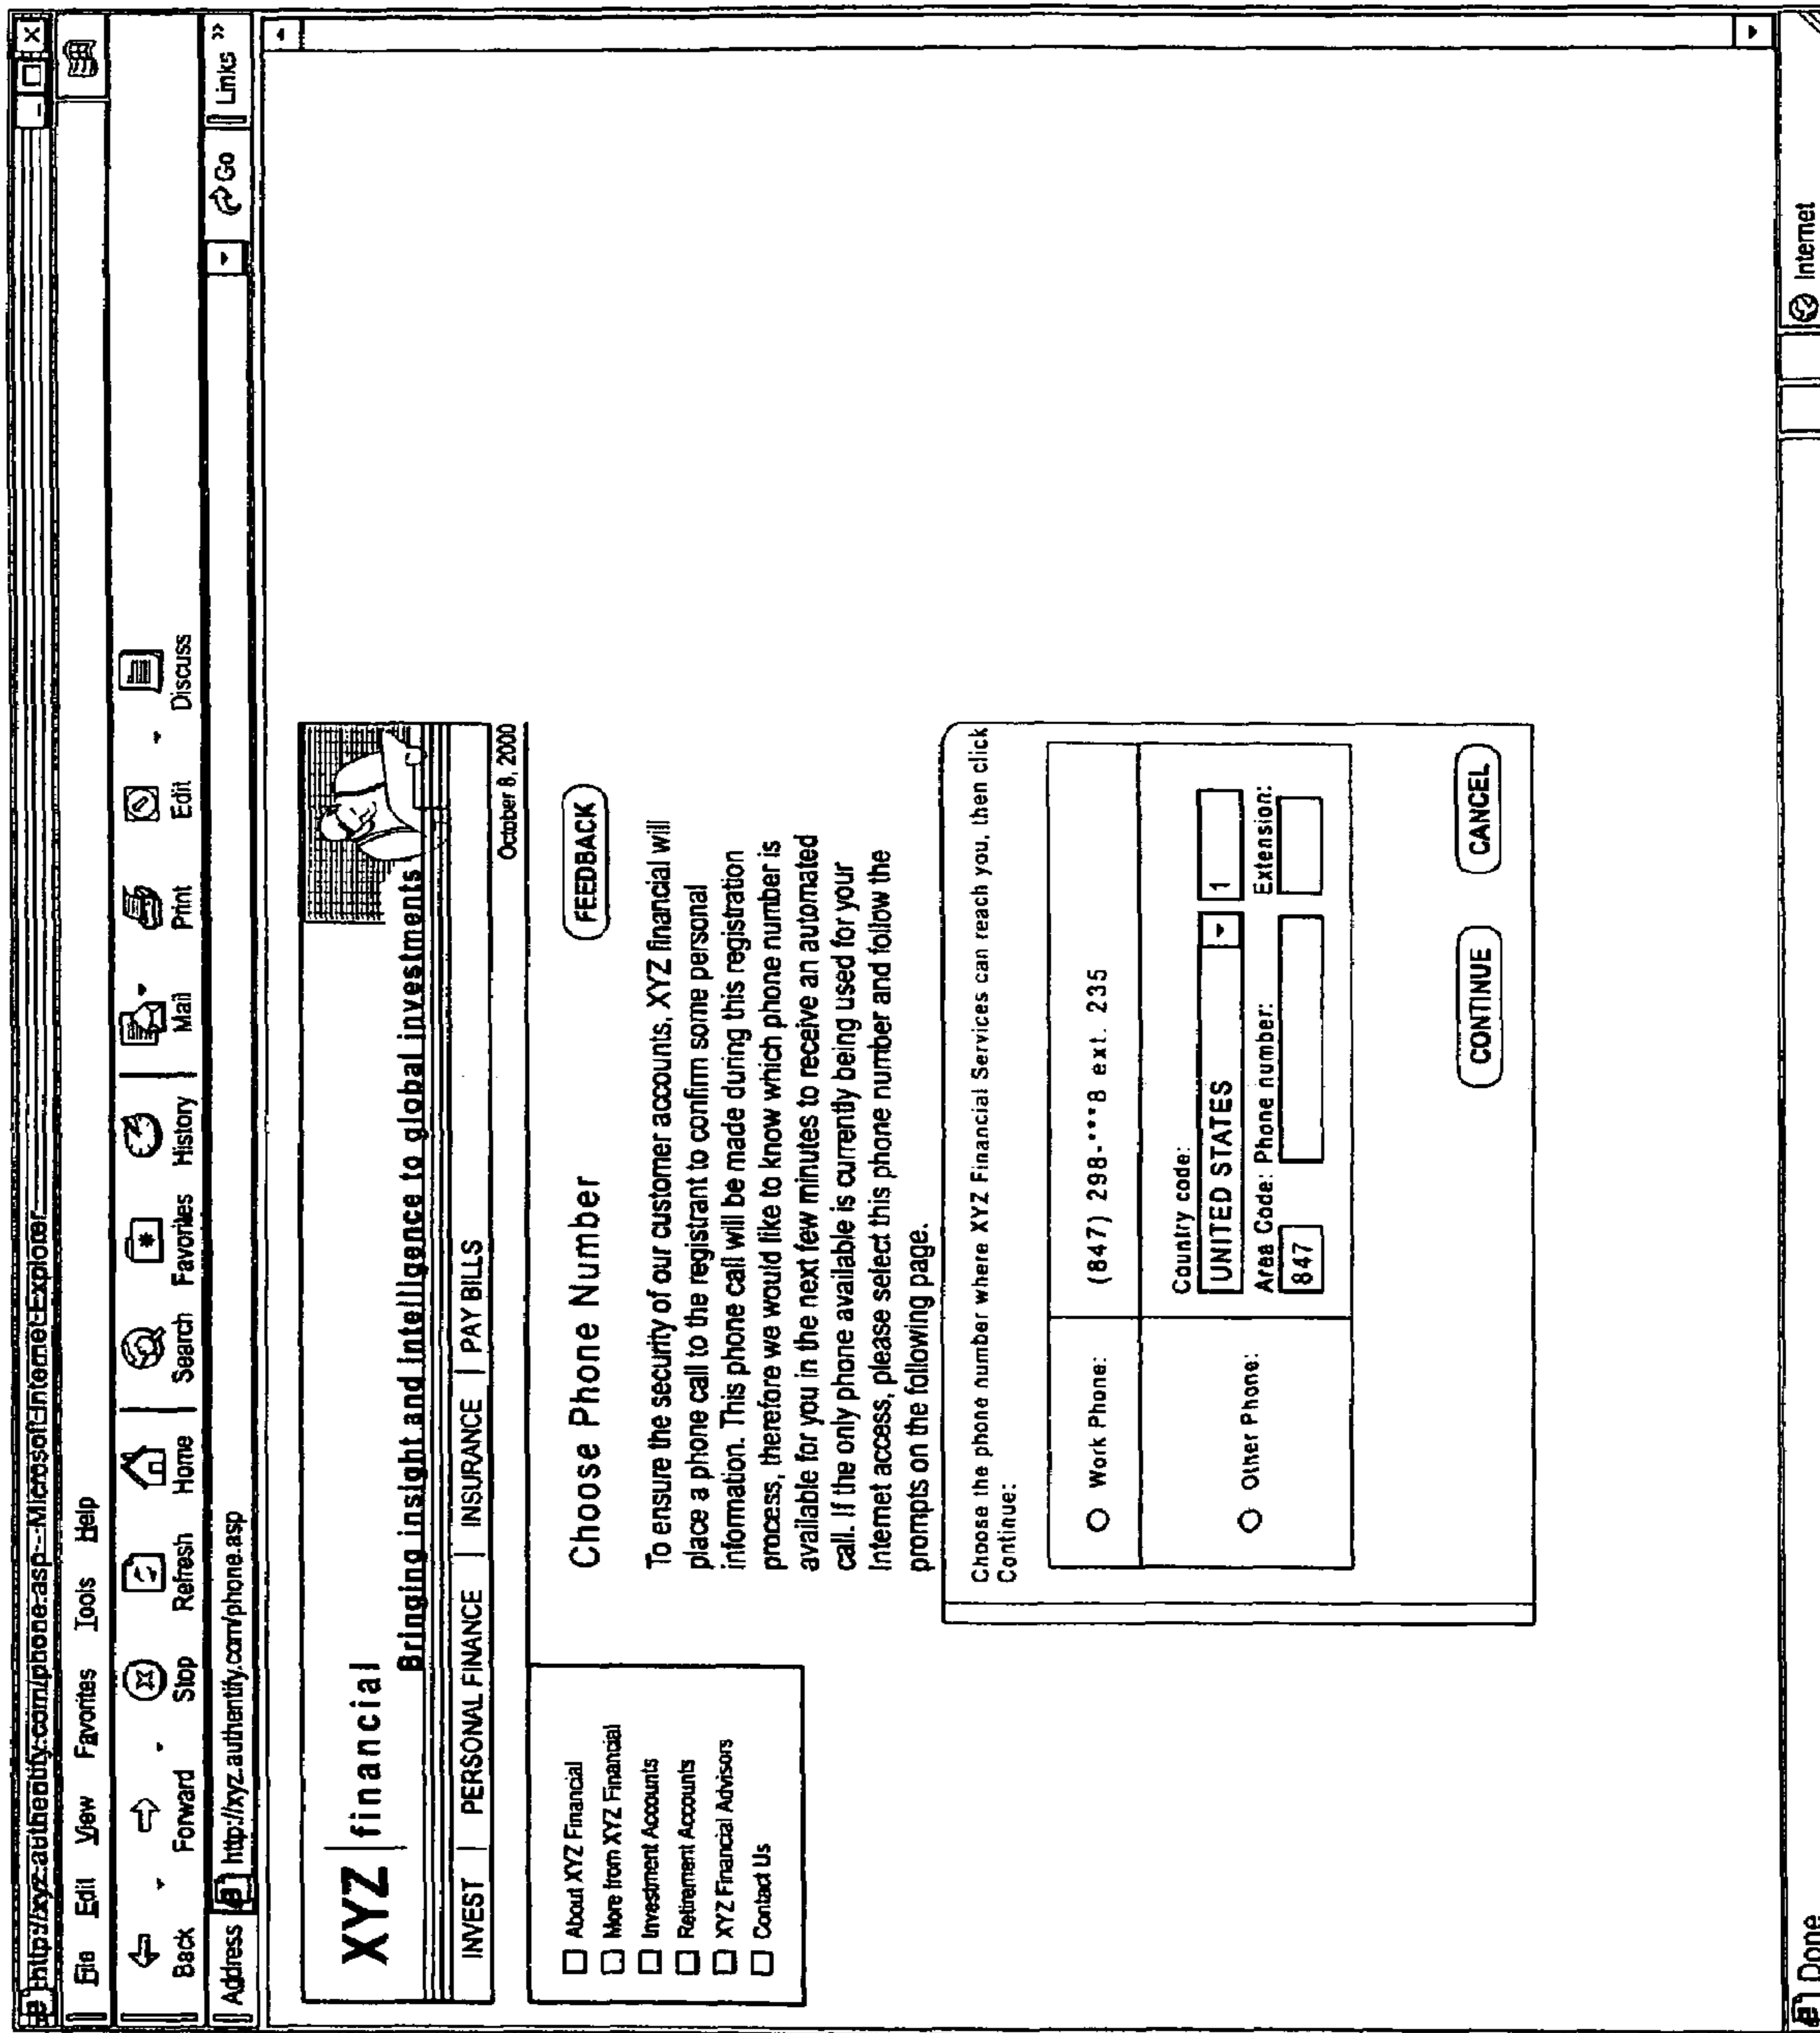 http://xyz.authentify.com/phone.asp - Microsoft Internet Explorer
File Edit View Favorites Tools Help
Back Forward Stop Refresh Home Search Favorites History Mail Print Edit Discuss
Address http://xyz.authentify.com/phone.asp Go Links »
XYZ financial
Bringing insight and intelligence to global investments
INVEST | PERSONAL FINANCE | INSURANCE | PAY BILLS
October 8, 2000
About XYZ Financial
More from XYZ Financial
Investment Accounts
Retirement Accounts
XYZ Financial Advisors
Contact Us
Choose Phone Number
FEEDBACK
To ensure the security of our customer accounts, XYZ financial will
place a phone call to the registrant to confirm some personal
information. This phone call will be made during this registration
process, therefore we would like to know which phone number is
available for you in the next few minutes to receive an automated
call. If the only phone available is currently being used for your
Internet access, please select this phone number and follow the
prompts on the following page.
Choose the phone number where XYZ Financial Services can reach you, then click
Continue:
Work Phone: (847) 298-***8 ext. 235
Other Phone:
Country code:
UNITED STATES 1
Area Code: Phone number: Extension:
847
CONTINUE CANCEL
Done Internet